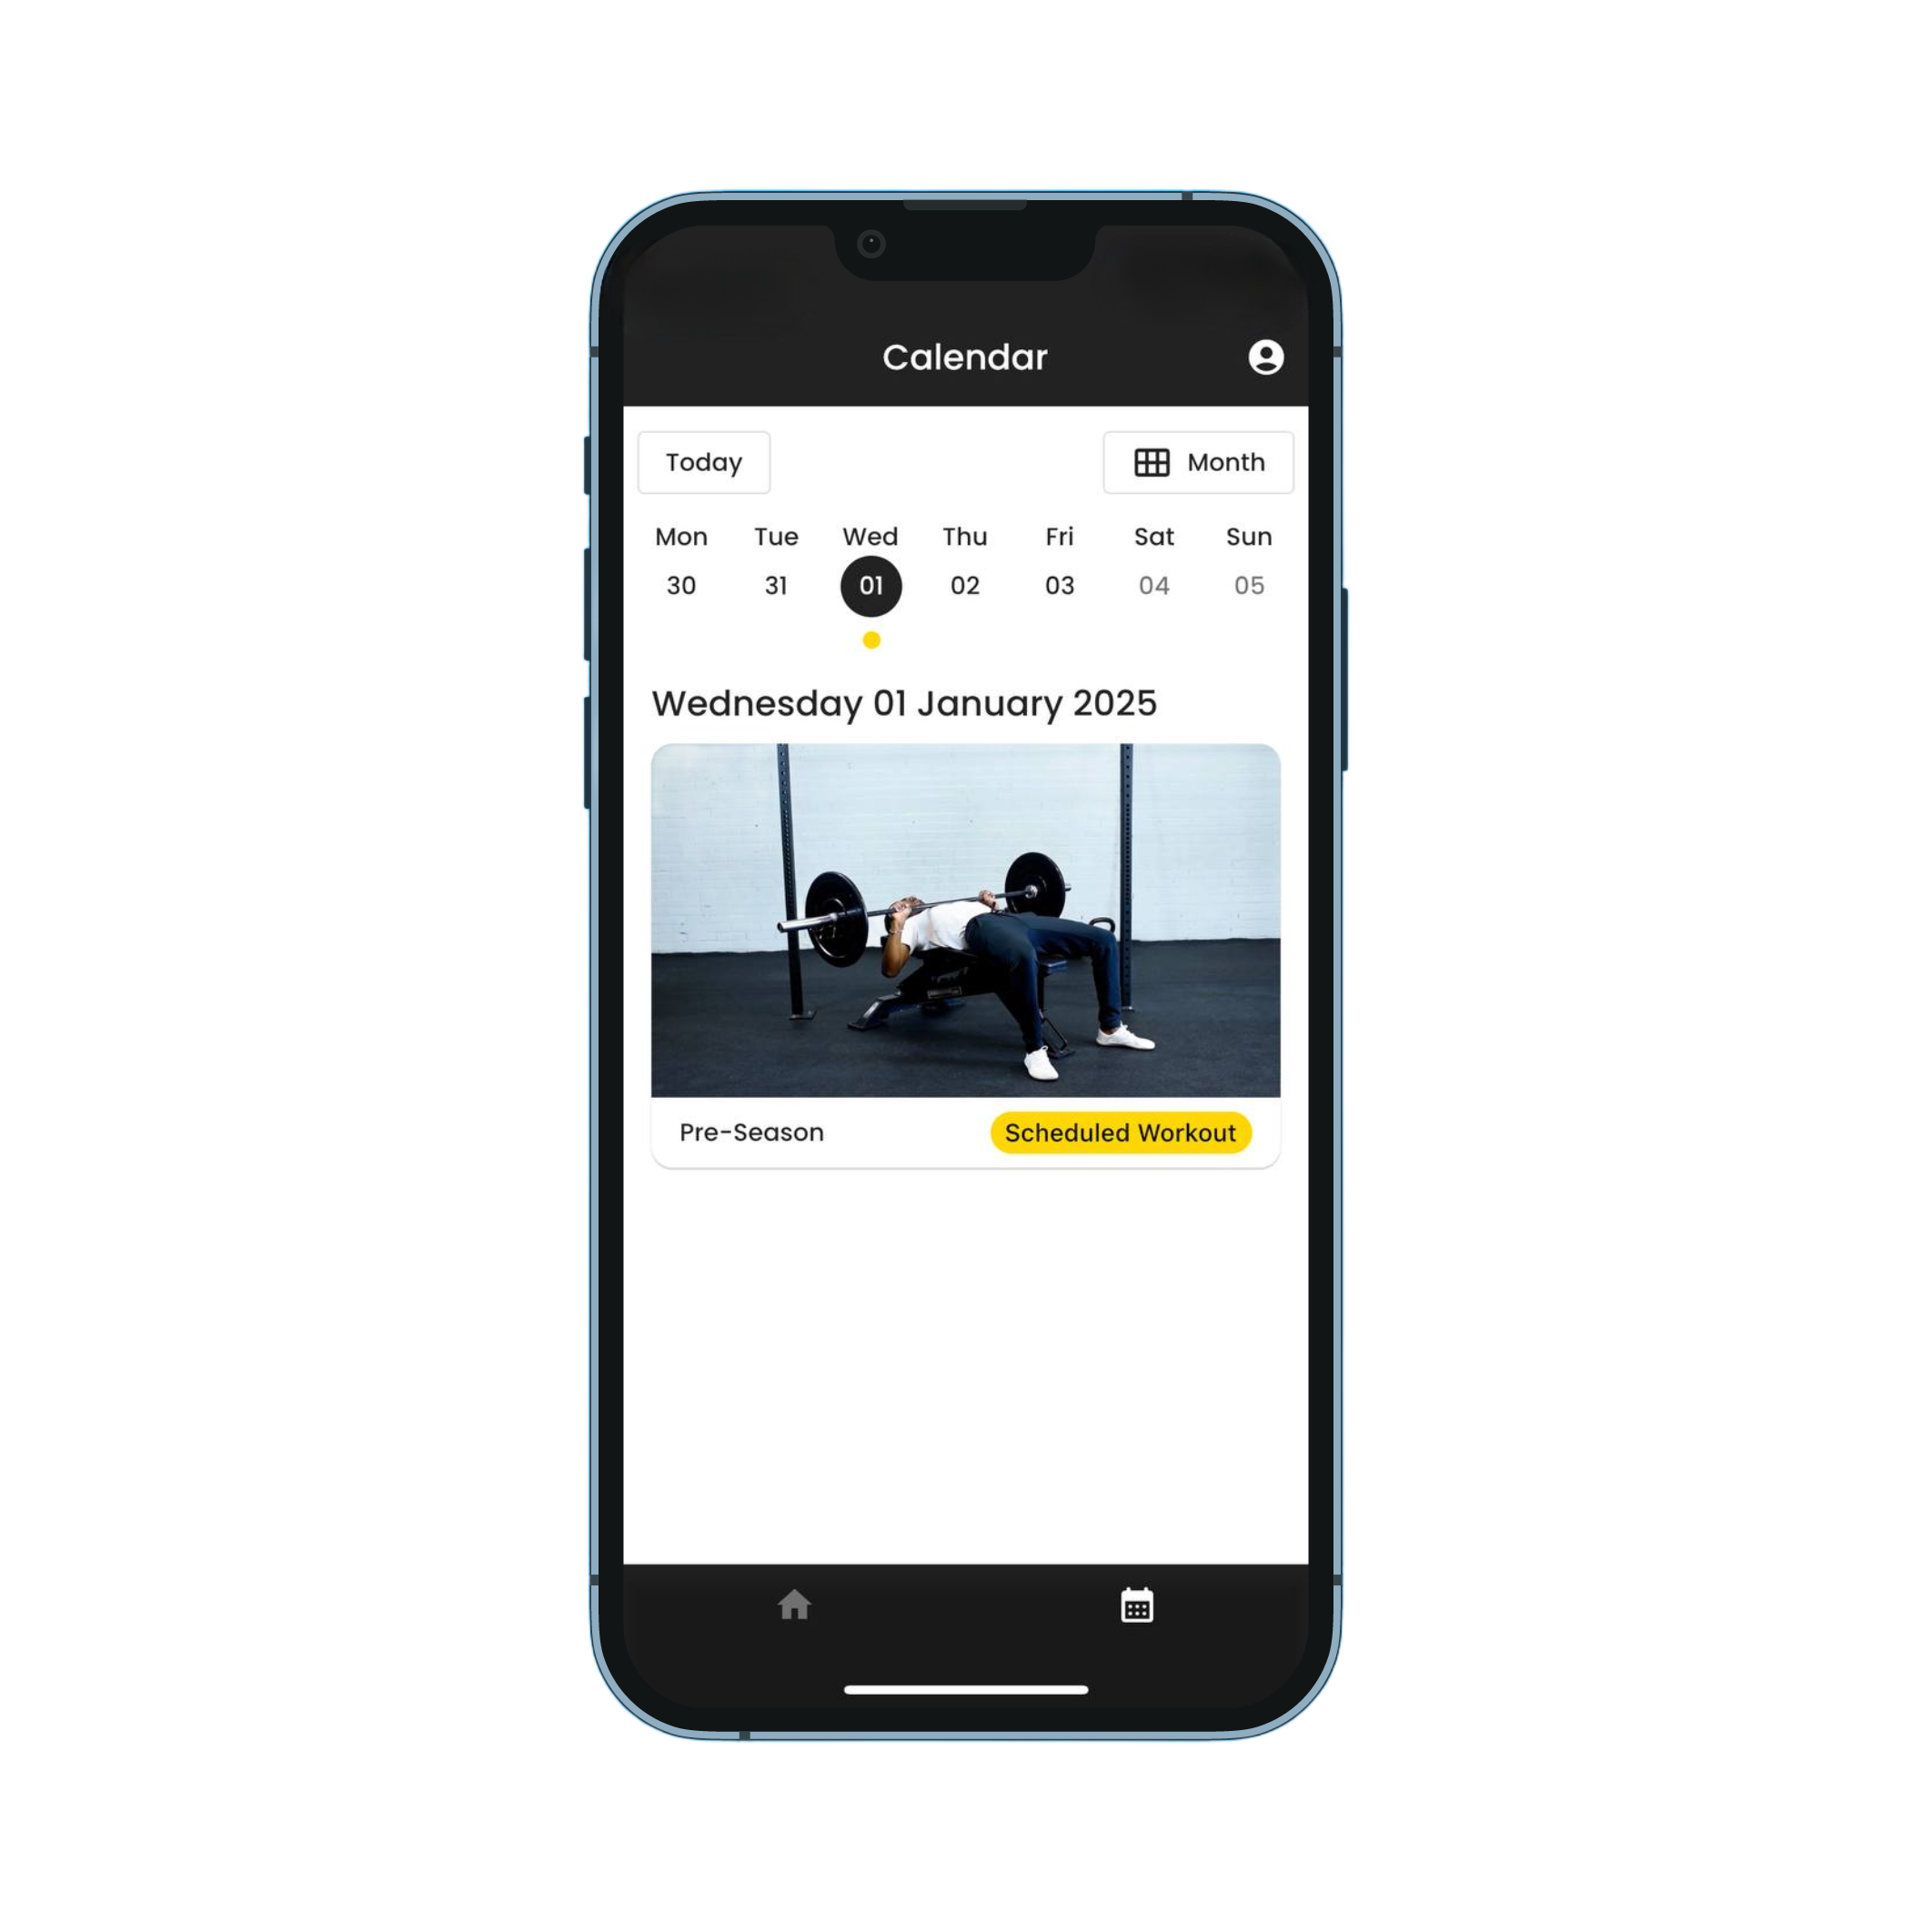 Calendar
Today Month
Mon Tue Wed Thu Fri Sat Sun
30 31 01 02 03 04 05
Wednesday 01 January 2025
Pre-Season Scheduled Workout